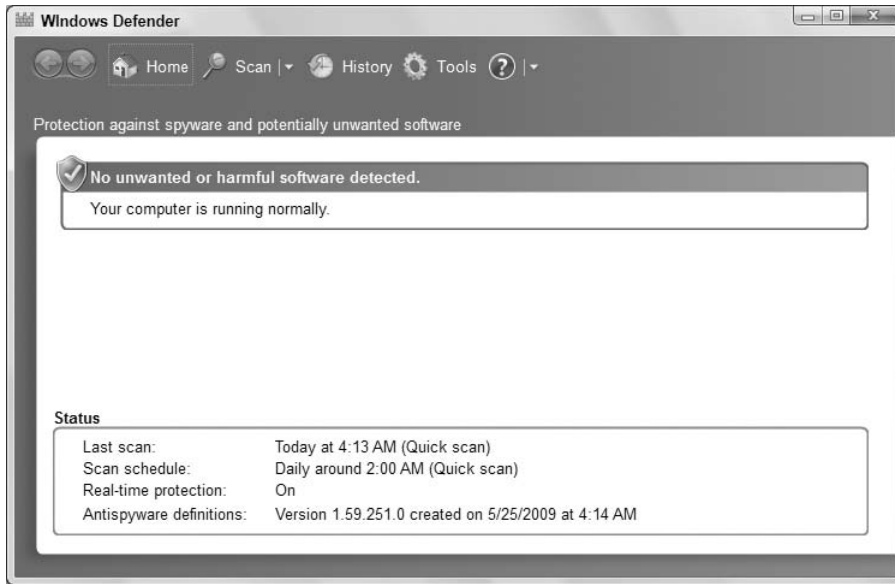 WIndows Defender
Home Scan History Tools ?
Protection against spyware and potentially unwanted software
No unwanted or harmful software detected.
Your computer is running normally.
Status
Last scan: Today at 4:13 AM (Quick scan)
Scan schedule: Daily around 2:00 AM (Quick scan)
Real-time protection: On
Antispyware definitions: Version 1.59.251.0 created on 5/25/2009 at 4:14 AM